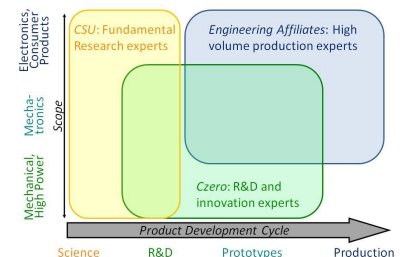 Electronics,
Consumer
Products
Mecha-
tronics
Mechanical,
High Power
Scope
CSU: Fundamental
Research experts
Engineering Affiliates: High
volume production experts
Czero: R&D and
innovation experts
Product Development Cycle
Science R&D Prototypes Production